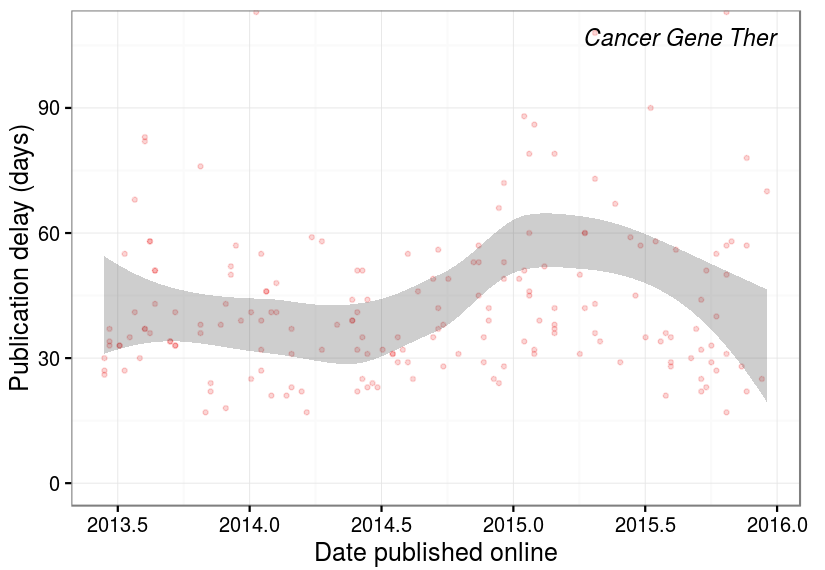 Cancer Gene Ther
Publication delay (days)
90
60
30
0
2013.5 2014.0 2014.5 2015.0 2015.5 2016.0
Date published online